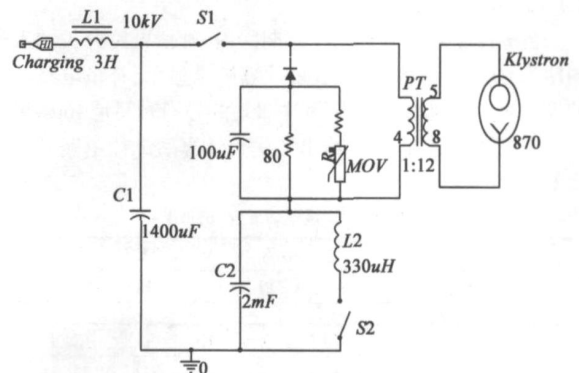 L1
10kV
S1
HI
Charging
3H
PT
Klystron
5
100uF
80
MOV
4
8
870
1:12
C1
1400uF
L2
330uH
C2
2mF
S2
0